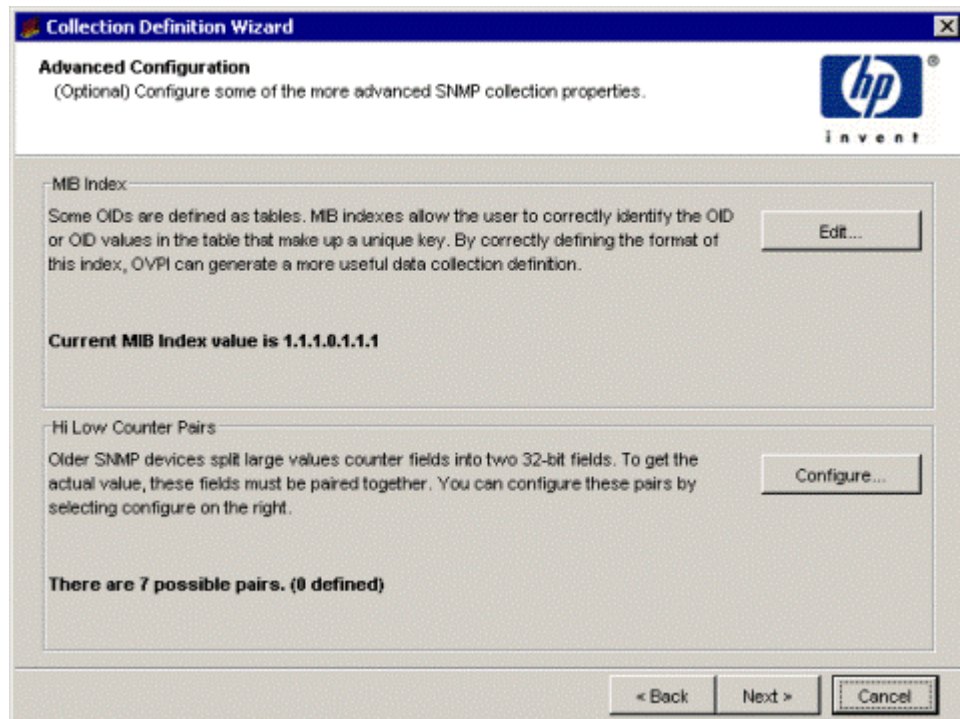 Collection Definition Wizard
Advanced Configuration
(Optional) Configure some of the more advanced SNMP collection properties.
hp
®
invent
MIB Index
Some OIDs are defined as tables. MIB indexes allow the user to correctly identify the OID
or OID values in the table that make up a unique key. By correctly defining the format of
this index, OVPI can generate a more useful data collection definition.
Edit...
Current MIB Index value is 1.1.1.0.1.1.1
Hi Low Counter Pairs
Older SNMP devices split large values counter fields into two 32-bit fields. To get the
actual value, these fields must be paired together. You can configure these pairs by
selecting configure on the right.
Configure...
There are 7 possible pairs. (0 defined)
« Back
Next »
Cancel